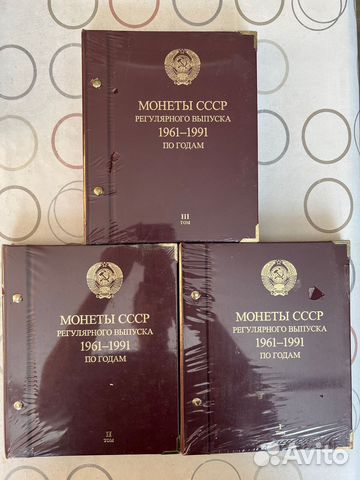 МОНЕТЫ СССР
РЕГУЛЯРНОГО ВЫПУСКА
1961–1991
ПО ГОДАМ
III
ТОМ
МОНЕТЫ СССР
РЕГУЛЯРНОГО ВЫПУСКА
1961–1991
ПО ГОДАМ
II
ТОМ
МОНЕТЫ СССР
РЕГУЛЯРНОГО ВЫПУСКА
1961–1991
ПО ГОДАМ
I
Avito